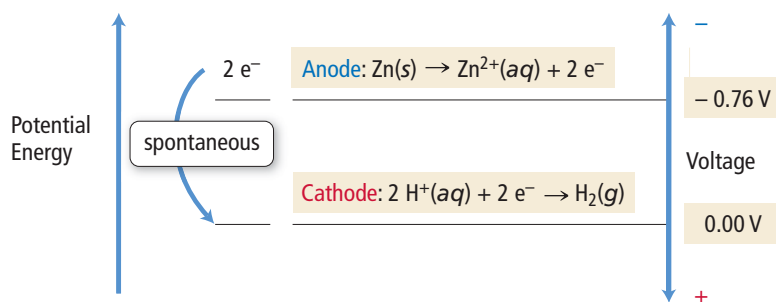 −
2 e⁻ Anode: Zn(s) → Zn²⁺(aq) + 2 e⁻
− 0.76 V
Potential
Energy
spontaneous
Voltage
Cathode: 2 H⁺(aq) + 2 e⁻ → H₂(g)
0.00 V
+